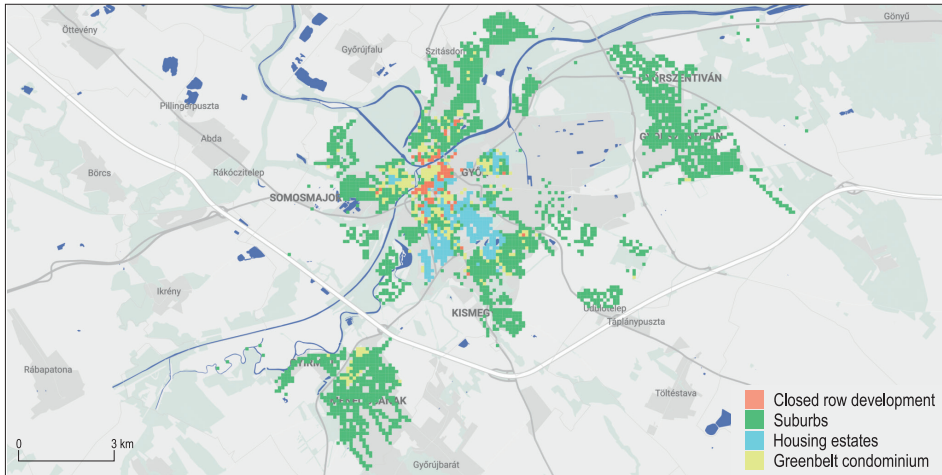 Öttevény
Győrújfalu
Szitásdom
Gönyű
GYŐRSZENTIVÁN
Pillingerpuszta
Abda
Börcs
Rákóczitelep
GYŐ
SOMOSMAJOR
Ikrény
KISMEG
Üdülőtelep
Táplánypuszta
Rábapatona
Töltéstava
Győrújbarát
0 3 km
Closed row development
Suburbs
Housing estates
Greenbelt condominium